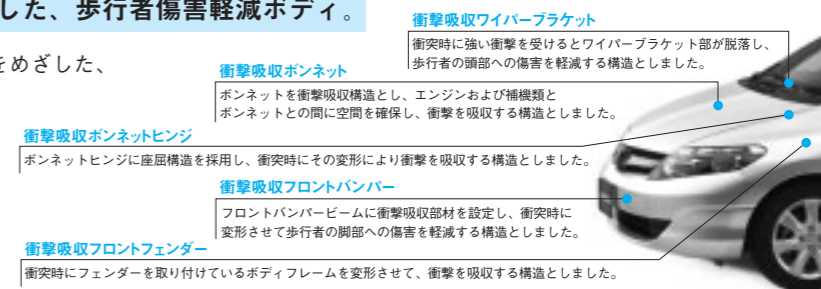 した、歩行者傷害軽減ボディ。
をめざした、
衝撃吸収ワイパーブラケット
衝突時に強い衝撃を受けるとワイパーブラケット部が脱落し、
歩行者の頭部への傷害を軽減する構造としました。
衝撃吸収ボンネット
ボンネットを衝撃吸収構造とし、エンジンおよび補機類と
ボンネットとの間に空間を確保し、衝撃を吸収する構造としました。
衝撃吸収ボンネットヒンジ
ボンネットヒンジに座屈構造を採用し、衝突時にその変形により衝撃を吸収する構造としました。
衝撃吸収フロントバンパー
フロントバンパービームに衝撃吸収部材を設定し、衝突時に
変形させて歩行者の脚部への傷害を軽減する構造としました。
衝撃吸収フロントフェンダー
衝突時にフェンダーを取り付けているボディフレームを変形させて、衝撃を吸収する構造としました。